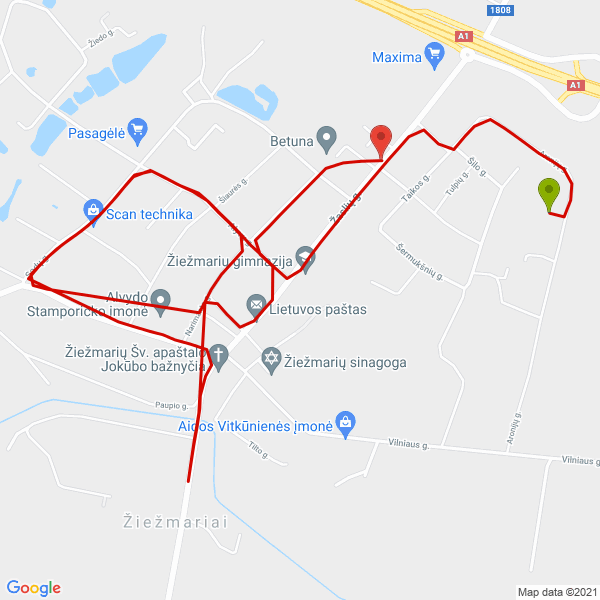 1808
A1
Maxima
Žiedo g.
A1
Pasagėlė
Betuna
Šilo g.
Tulpių g.
Taikos g.
Šiaurės g.
Žaslių g.
Scan technika
Šermukšnių g.
Žiežmarių gimnazija
Sodų g.
Alvydo
Stamporicko įmonė
Lietuvos paštas
Žiežmarių Šv. apaštalo
Jokūbo bažnyčia
Žiežmarių sinagoga
Paupio g.
Aronijų g.
Aidos Vitkūnienės įmonė
Vilniaus g.
Tilto g.
Vilniaus g.
Žiežmariai
Google
Map data ©2021